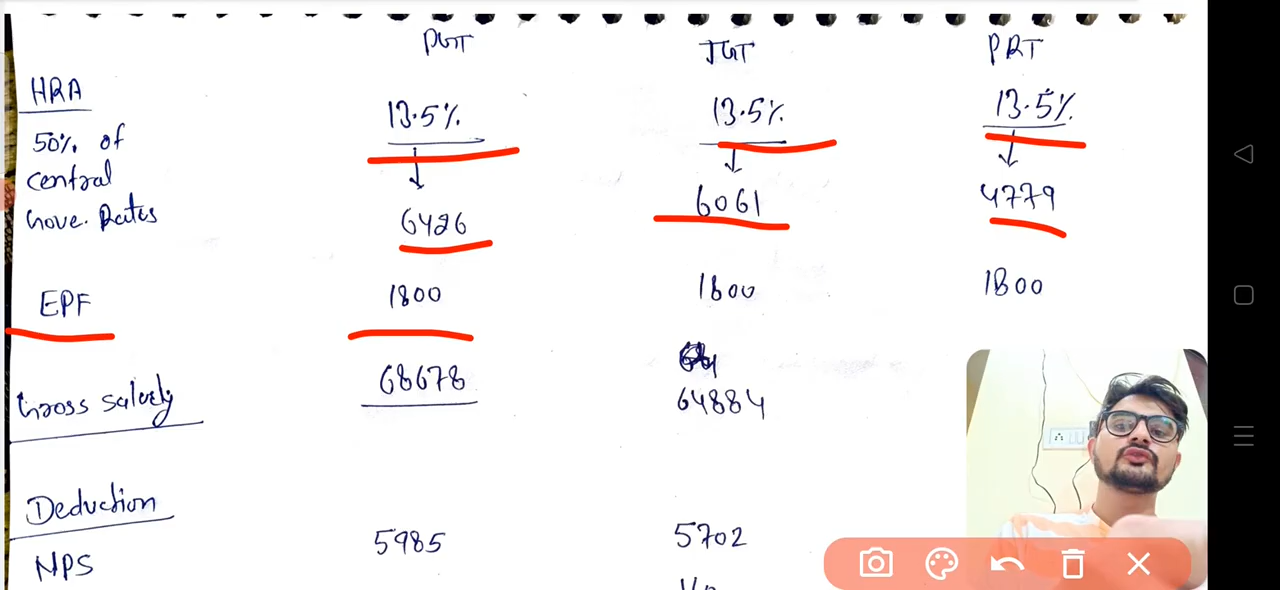 PGT TGT PRT
HRA 13.5% 13.5% 13.5%
50% of
central
Gove. Rates 6426 6061 4779
EPF 1800 1800 1800
Gross salary 68678 64884
Deduction
NPS 5985 5702